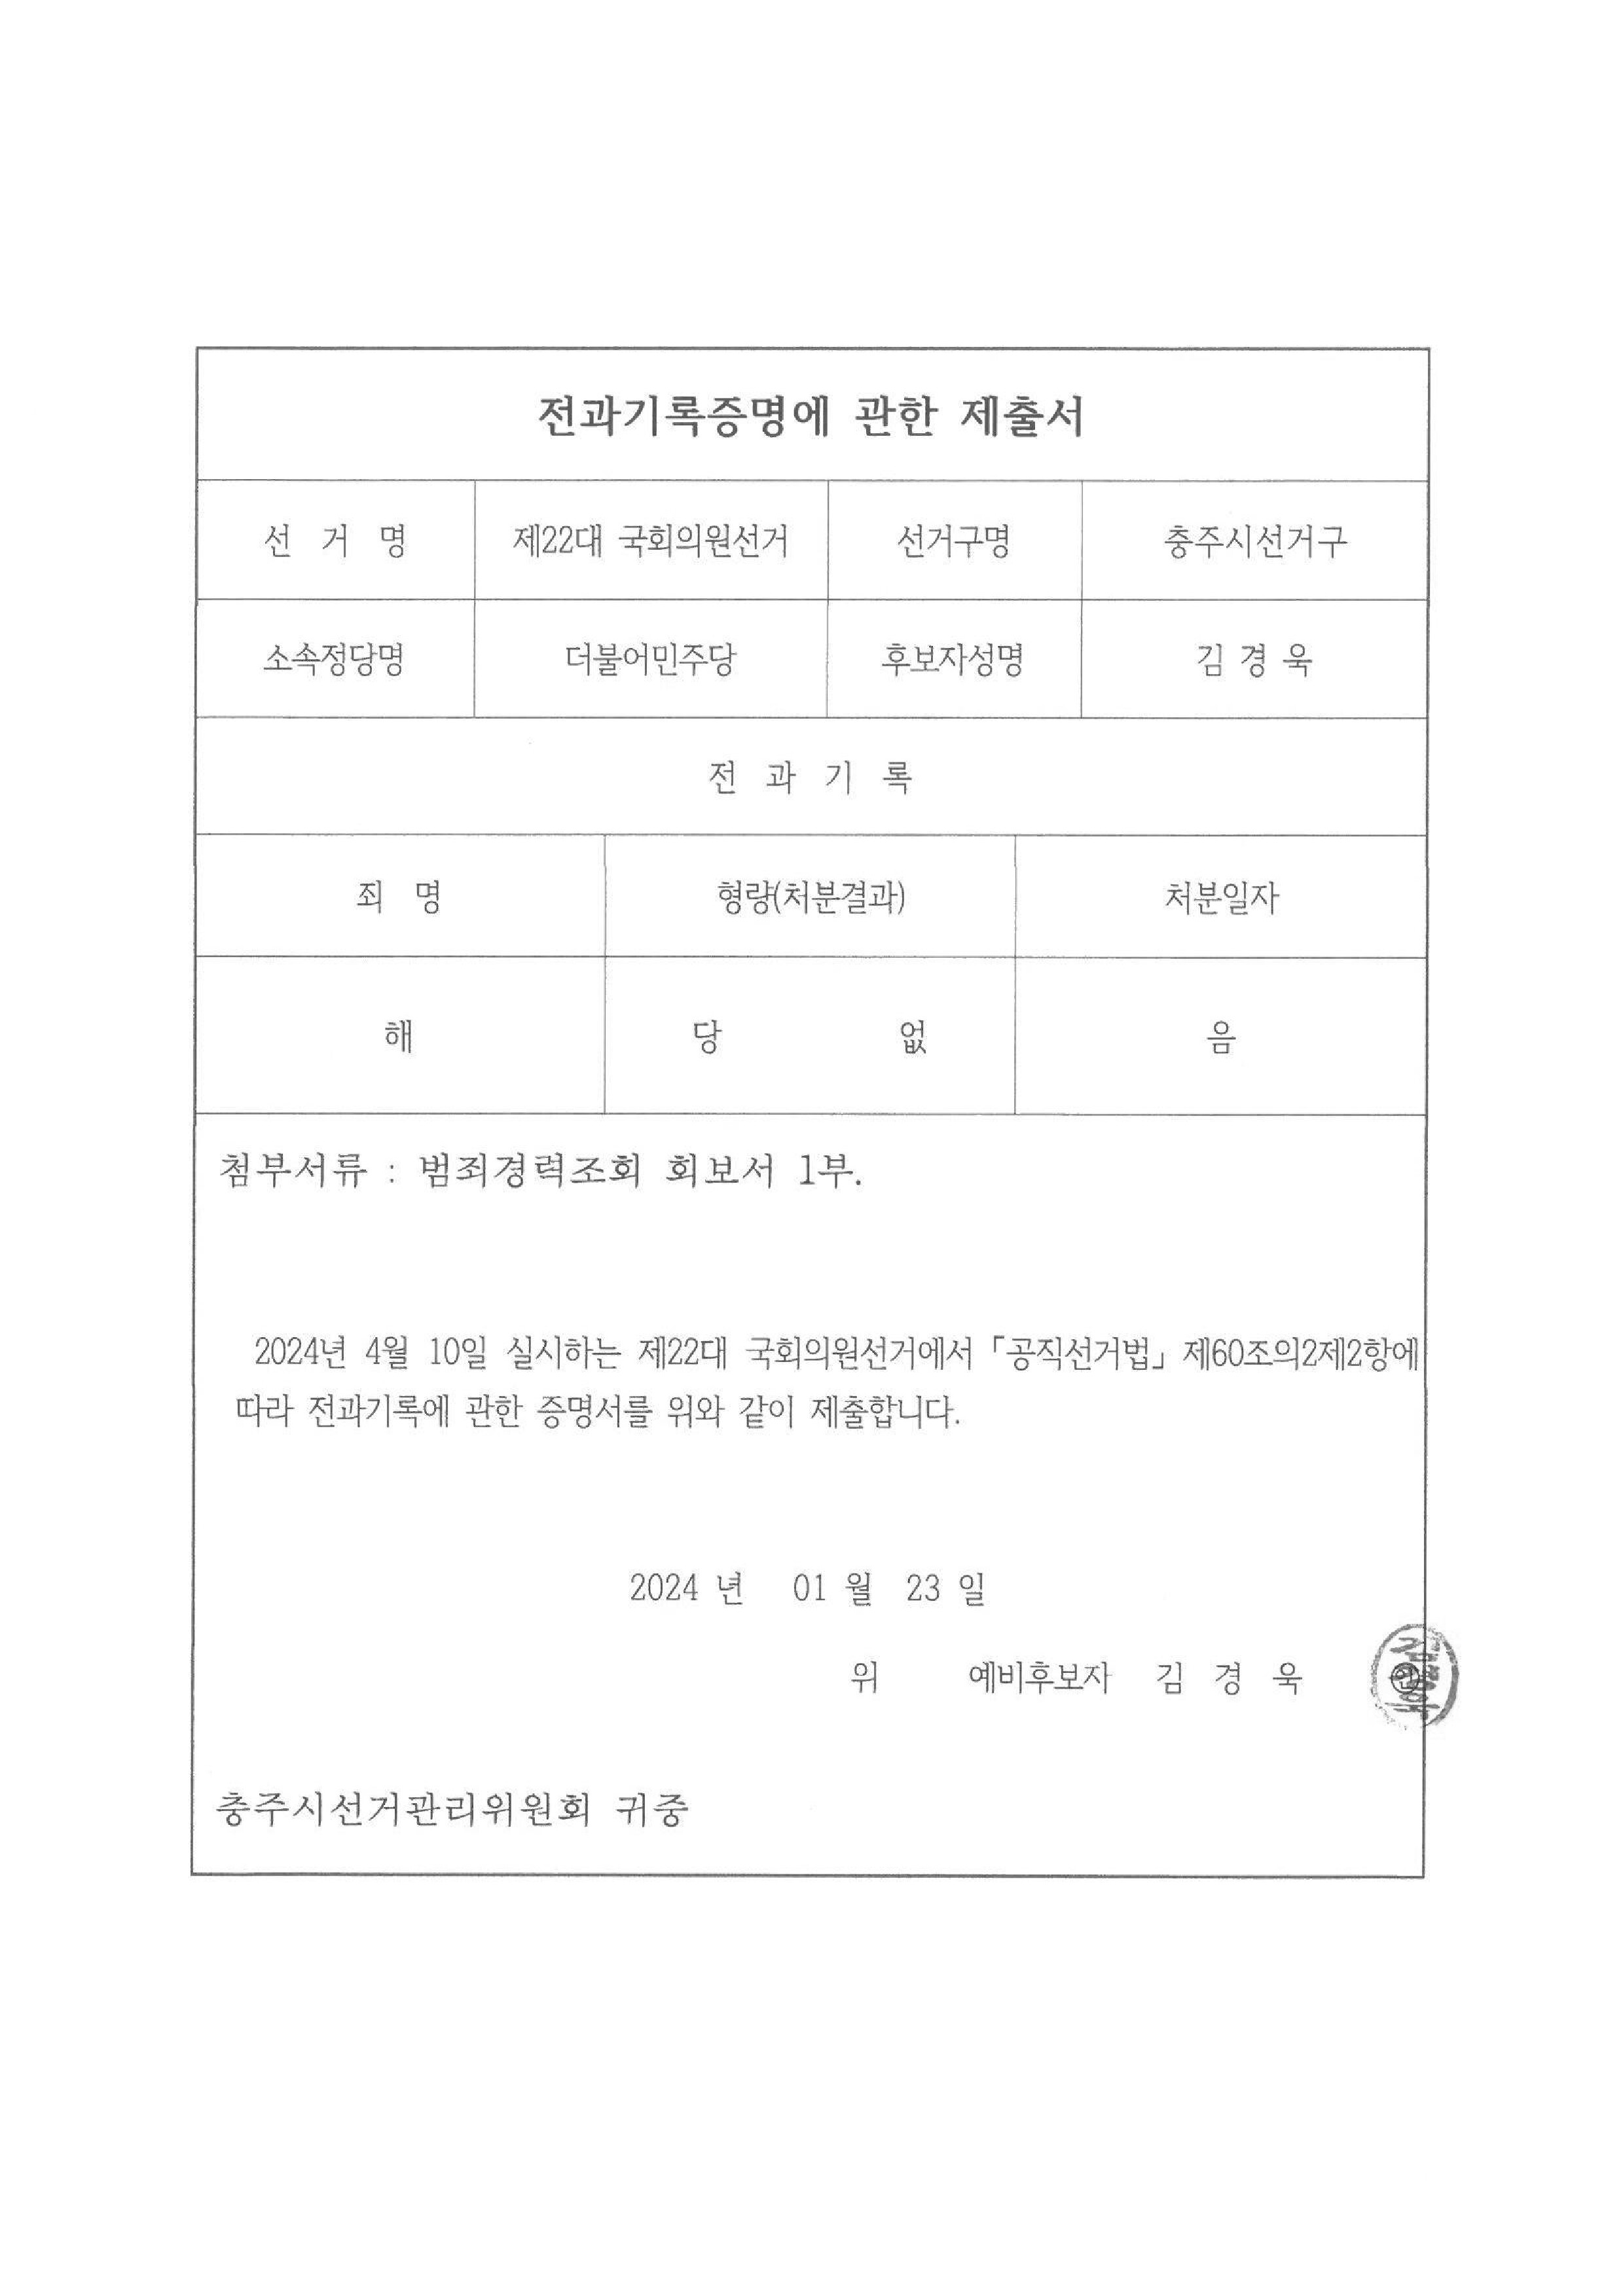 전과기록증명에 관한 제출서
선 거 명 제22대 국회의원선거 선거구명 충주시선거구
소속정당명 더불어민주당 후보자성명 김 경 욱
전 과 기 록
죄 명 형량(처분결과) 처분일자
해 당 없 음
첨부서류 : 범죄경력조회 회보서 1부.
2024년 4월 10일 실시하는 제22대 국회의원선거에서 「공직선거법」 제60조의2제2항에
따라 전과기록에 관한 증명서를 위와 같이 제출합니다.
2024 년 01 월 23 일
위 예비후보자 김 경 욱 ㊞
충주시선거관리위원회 귀중